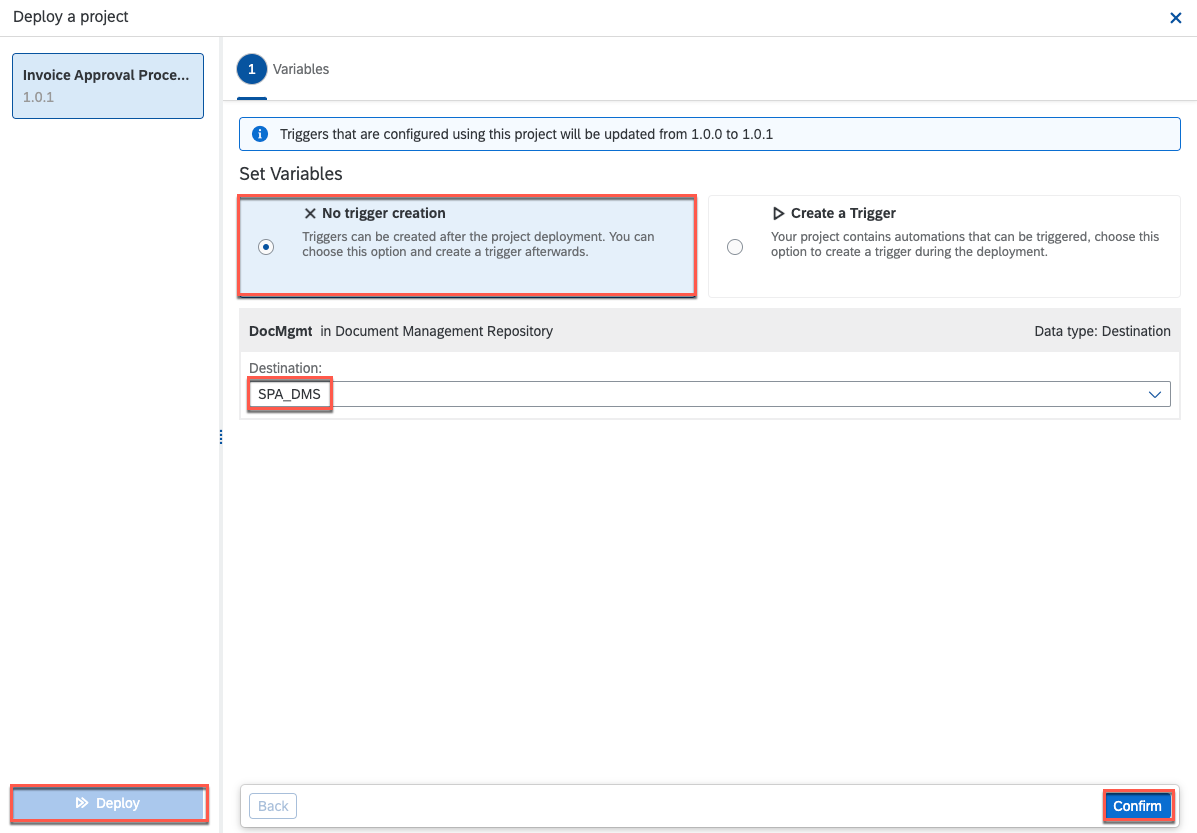 Deploy a project
Invoice Approval Proce...
1.0.1
1 Variables
Triggers that are configured using this project will be updated from 1.0.0 to 1.0.1
Set Variables
No trigger creation
Triggers can be created after the project deployment. You can
choose this option and create a trigger afterwards.
Create a Trigger
Your project contains automations that can be triggered, choose this
option to create a trigger during the deployment.
DocMgmt in Document Management Repository
Data type: Destination
Destination:
SPA_DMS
Deploy
Back
Confirm